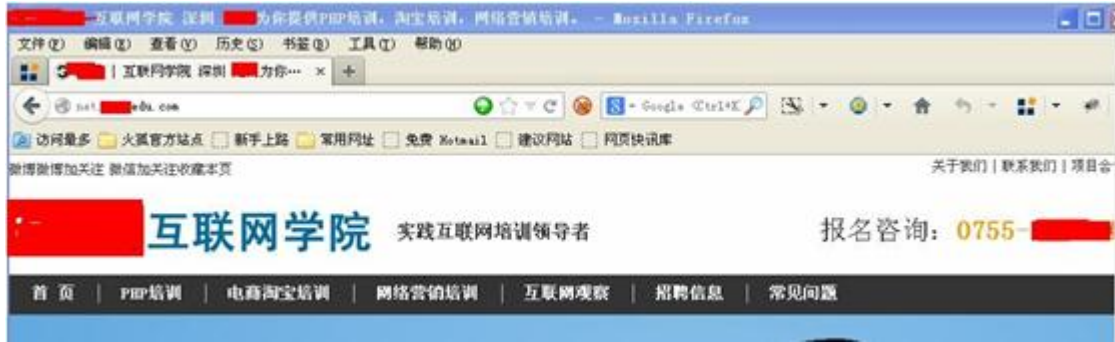 互联网学院 深圳 为你提供PHP培训，淘宝培训，网络营销培训。 - Mozilla Firefox
文件(F) 编辑(E) 查看(V) 历史(S) 书签(B) 工具(T) 帮助(H)
| 互联网学院 深圳 为你… × +
net. edu.com Google (Ctrl+K)
访问最多 火狐官方站点 新手上路 常用网址 免费 Hotmail 建议网站 网页快讯库
微博微博加关注 微信加关注收藏本页 关于我们 | 联系我们 | 项目合
互联网学院 实践互联网培训领导者 报名咨询：0755-
首 页 | PHP培训 | 电商淘宝培训 | 网络营销培训 | 互联网观察 | 招聘信息 | 常见问题